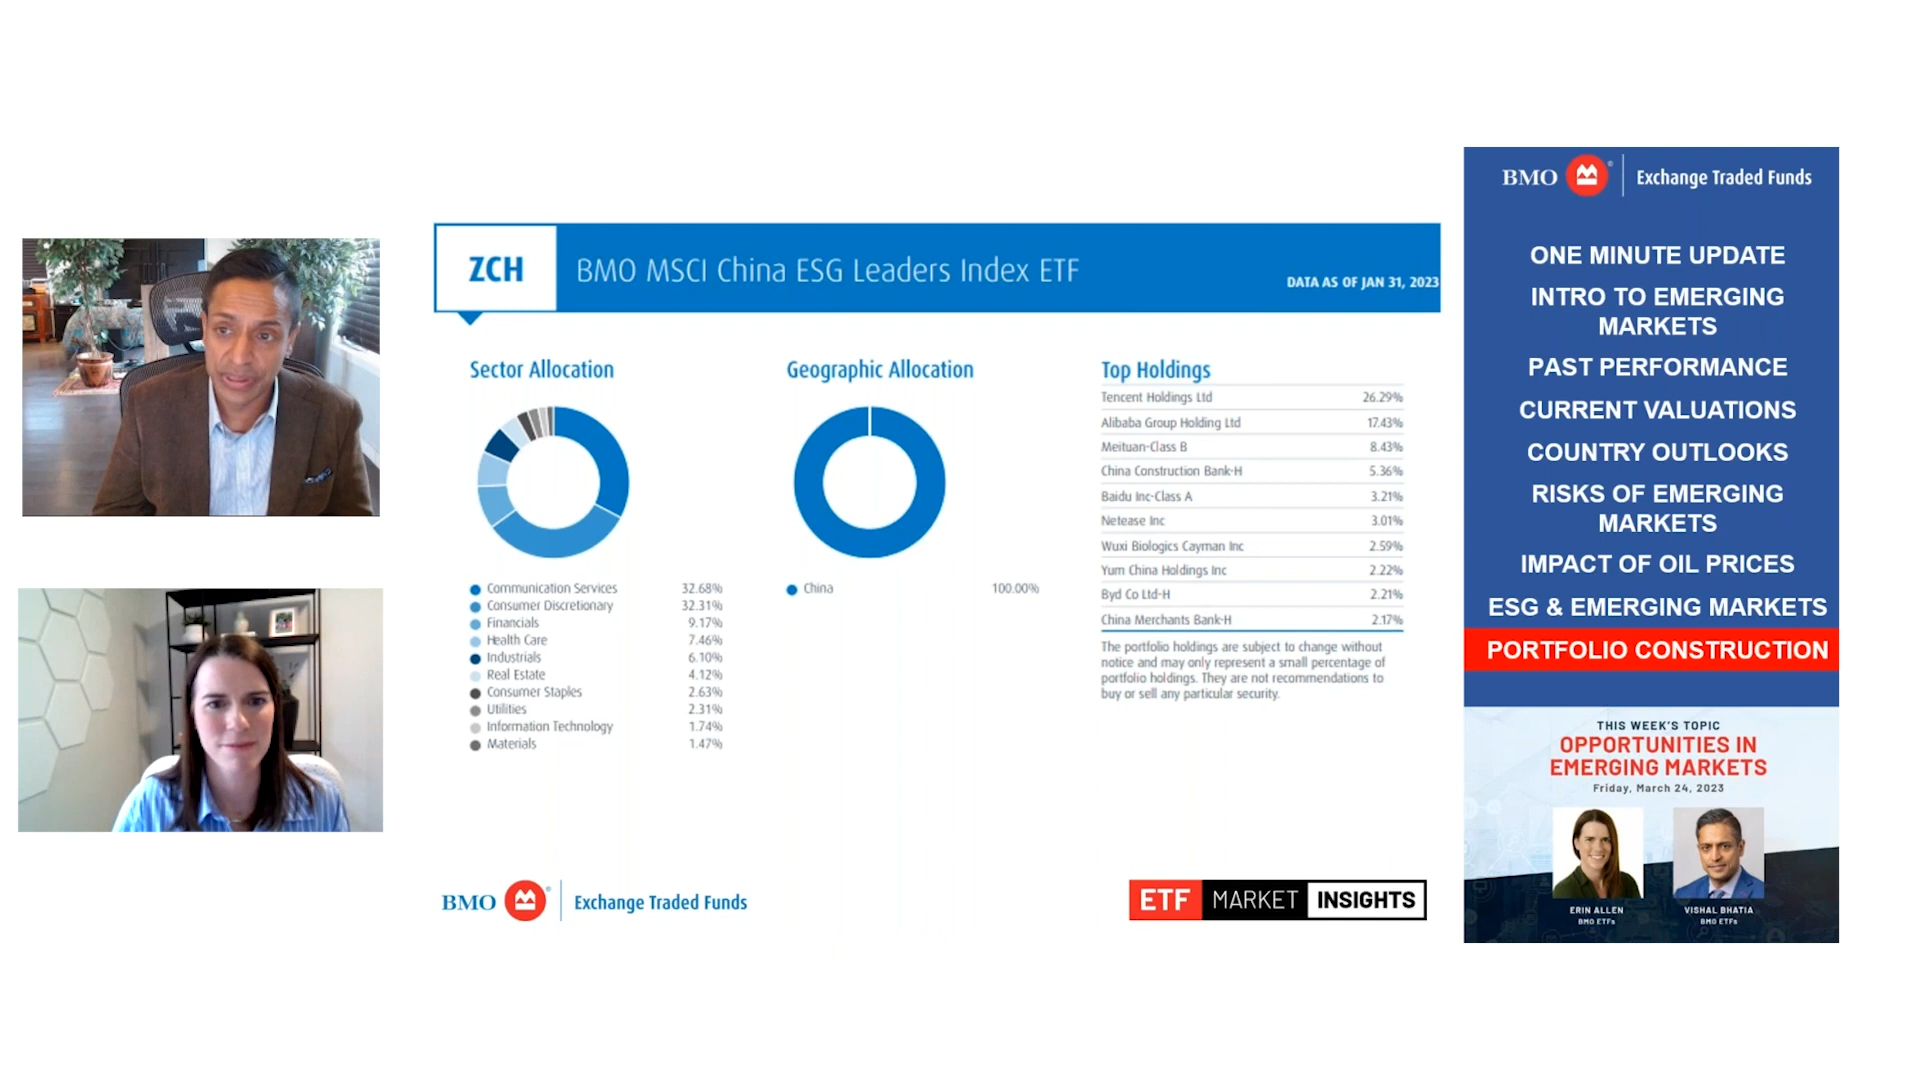 ZCH
BMO MSCI China ESG Leaders Index ETF
DATA AS OF JAN 31, 2023
Sector Allocation
Communication Services 32.68%
Consumer Discretionary 32.31%
Financials 9.17%
Health Care 7.46%
Industrials 6.10%
Real Estate 4.12%
Consumer Staples 2.63%
Utilities 2.31%
Information Technology 1.74%
Materials 1.47%
Geographic Allocation
China 100.00%
Top Holdings
Tencent Holdings Ltd 26.29%
Alibaba Group Holding Ltd 17.43%
Meituan-Class B 8.43%
China Construction Bank-H 5.36%
Baidu Inc-Class A 3.21%
Netease Inc 3.01%
Wuxi Biologics Cayman Inc 2.59%
Yum China Holdings Inc 2.22%
Byd Co Ltd-H 2.21%
China Merchants Bank-H 2.17%
The portfolio holdings are subject to change without
notice and may only represent a small percentage of
portfolio holdings. They are not recommendations to
buy or sell any particular security.
BMO ® Exchange Traded Funds
ETF MARKET INSIGHTS
BMO ® Exchange Traded Funds
ONE MINUTE UPDATE
INTRO TO EMERGING
MARKETS
PAST PERFORMANCE
CURRENT VALUATIONS
COUNTRY OUTLOOKS
RISKS OF EMERGING
MARKETS
IMPACT OF OIL PRICES
ESG & EMERGING MARKETS
PORTFOLIO CONSTRUCTION
THIS WEEK'S TOPIC
OPPORTUNITIES IN
EMERGING MARKETS
Friday, March 24, 2023
ERIN ALLEN
BMO ETFs
VISHAL BHATIA
BMO ETFs